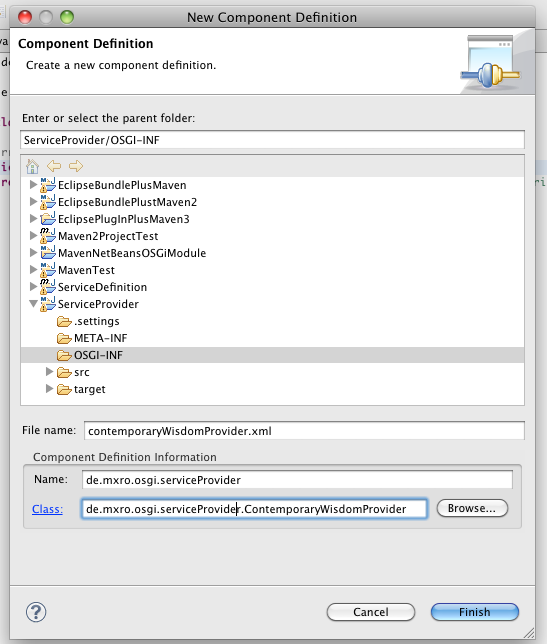 New Component Definition
Component Definition
Create a new component definition.
Enter or select the parent folder:
ServiceProvider/OSGI-INF
EclipseBundlePlusMaven
EclipseBundlePlustMaven2
EclipsePlugInPlusMaven3
Maven2ProjectTest
MavenNetBeansOSGiModule
MavenTest
ServiceDefinition
ServiceProvider
.settings
META-INF
OSGI-INF
src
target
File name: contemporaryWisdomProvider.xml
Component Definition Information
Name: de.mxro.osgi.serviceProvider
Class: de.mxro.osgi.serviceProvider.ContemporaryWisdomProvider Browse...
? Cancel Finish